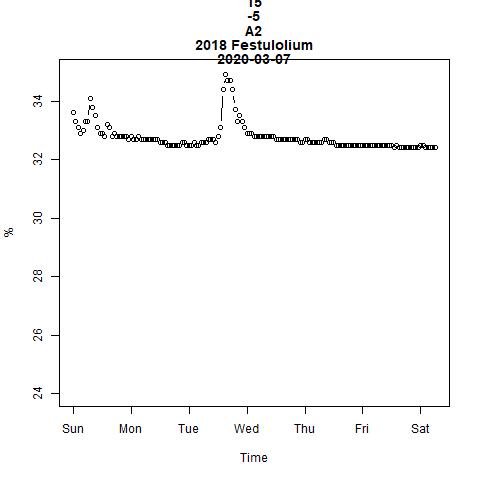 15
-5
A2
2018 Festulolium
2020-03-07
%
34
32
30
28
26
24
Sun Mon Tue Wed Thu Fri Sat
Time